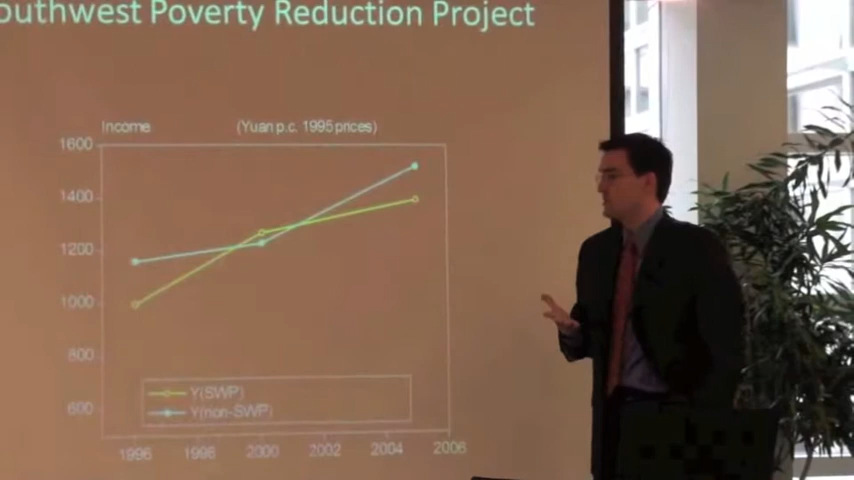 outhwest Poverty Reduction Project
Income (Yuan p.c. 1995 prices)
1600
1400
1200
1000
800
600
Y(SWP)
Y(non-SWP)
1996 1998 2000 2002 2004 2006